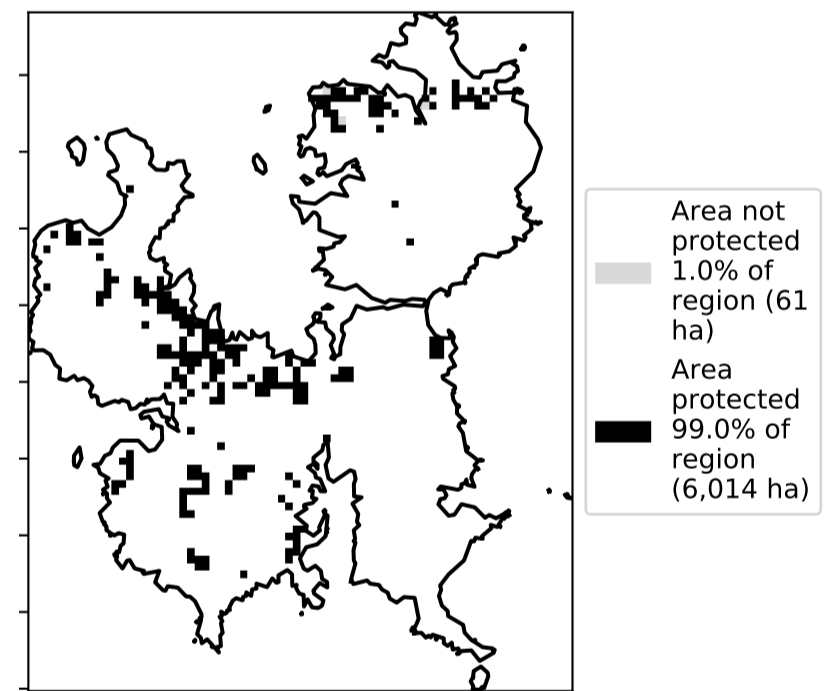 Area not
protected
1.0% of
region (61
ha)
Area
protected
99.0% of
region
(6,014 ha)